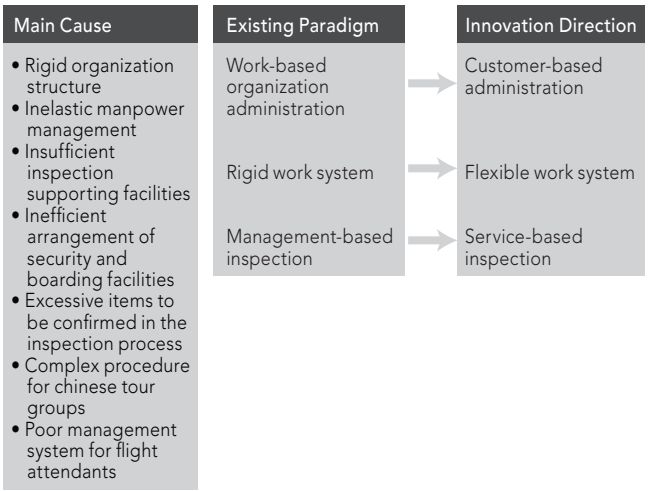 Main Cause
• Rigid organization
structure
• Inelastic manpower
management
• Insufficient
inspection
supporting facilities
• Inefficient
arrangement of
security and
boarding facilities
• Excessive items to
be confirmed in the
inspection process
• Complex procedure
for chinese tour
groups
• Poor management
system for flight
attendants
Existing Paradigm
Work-based
organization
administration
Rigid work system
Management-based
inspection
Innovation Direction
Customer-based
administration
Flexible work system
Service-based
inspection